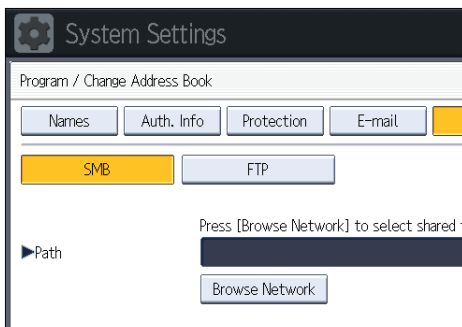 System Settings
Program / Change Address Book
Names Auth. Info Protection E-mail
SMB FTP
Press [Browse Network] to select shared
▶Path
Browse Network